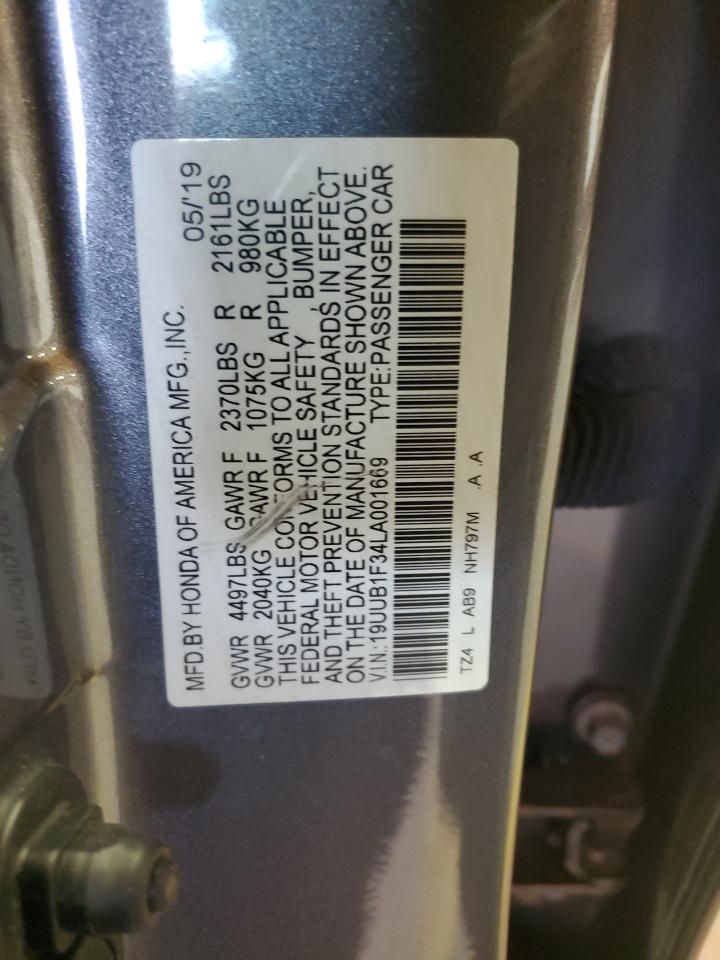 MFD.BY HONDA OF AMERICA MFG.,INC. 05/'19
GVWR 4497LBS GAWR F 2370LBS R 2161LBS
GVWR 2040KG GAWR F 1075KG R 980KG
THIS VEHICLE CONFORMS TO ALL APPLICABLE
FEDERAL MOTOR VEHICLE SAFETY , BUMPER,
AND THEFT PREVENTION STANDARDS IN EFFECT
ON THE DATE OF MANUFACTURE SHOWN ABOVE.
V.I.N.:19UUB1F34LA001669 TYPE:PASSENGER CAR
TZ4 L AB9 NH797M .A .A